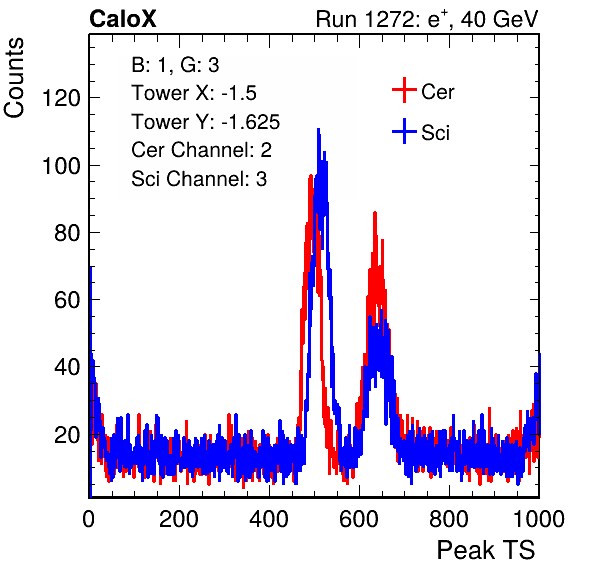 CaloX
Run 1272: e+, 40 GeV
Counts
B: 1, G: 3
Tower X: -1.5
Tower Y: -1.625
Cer Channel: 2
Sci Channel: 3
Cer
Sci
120
100
80
60
40
20
0 200 400 600 800 1000
Peak TS